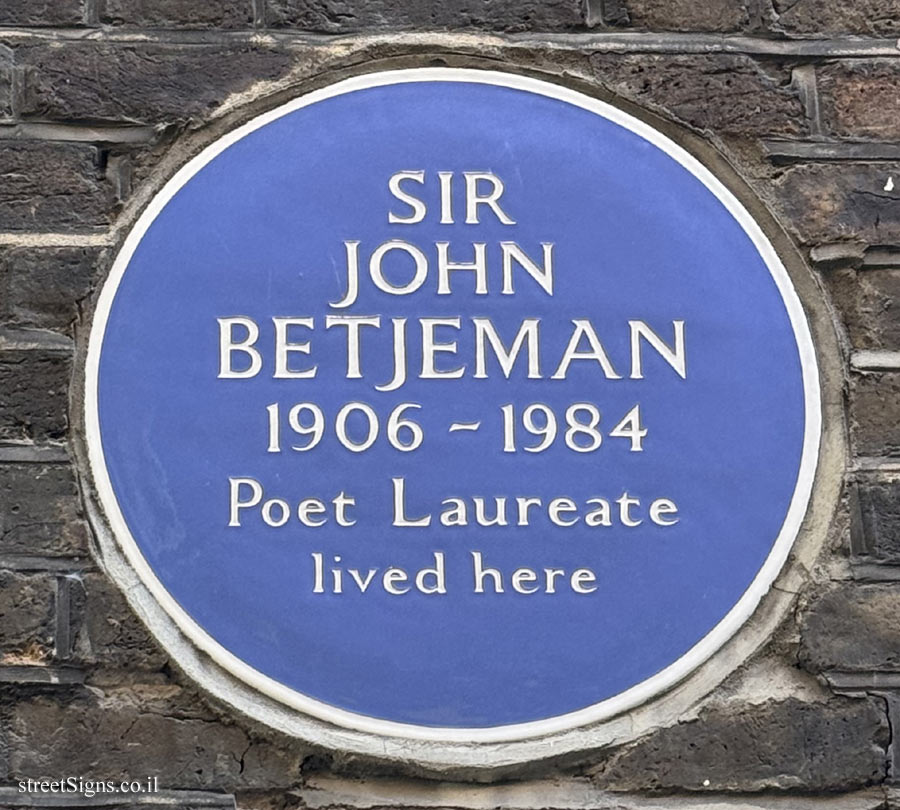 SIR
JOHN
BETJEMAN
1906 - 1984
Poet Laureate
lived here
streetSigns.co.il